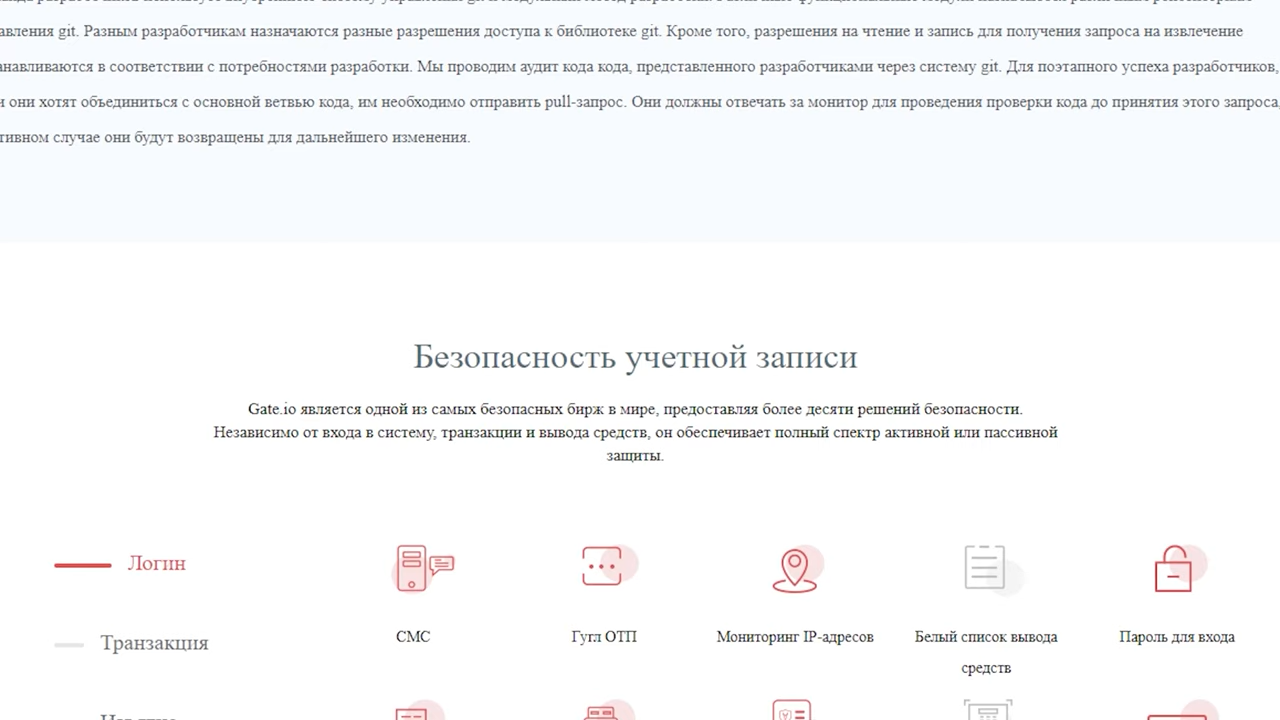 авления git. Разным разработчикам назначаются разные разрешения доступа к библиотеке git. Кроме того, разрешения на чтение и запись для получения запроса на извлечение
анавливаются в соответствии с потребностями разработки. Мы проводим аудит кода кода, представленного разработчиками через систему git. Для поэтапного успеха разработчиков,
и они хотят объединиться с основной ветвью кода, им необходимо отправить pull-запрос. Они должны отвечать за монитор для проведения проверки кода до принятия этого запроса,
тивном случае они будут возвращены для дальнейшего изменения.
Безопасность учетной записи
Gate.io является одной из самых безопасных бирж в мире, предоставляя более десяти решений безопасности.
Независимо от входа в систему, транзакции и вывода средств, он обеспечивает полный спектр активной или пассивной
защиты.
Логин
Транзакция
СМС
Гугл ОТП
Мониторинг IP-адресов
Белый список вывода
средств
Пароль для входа